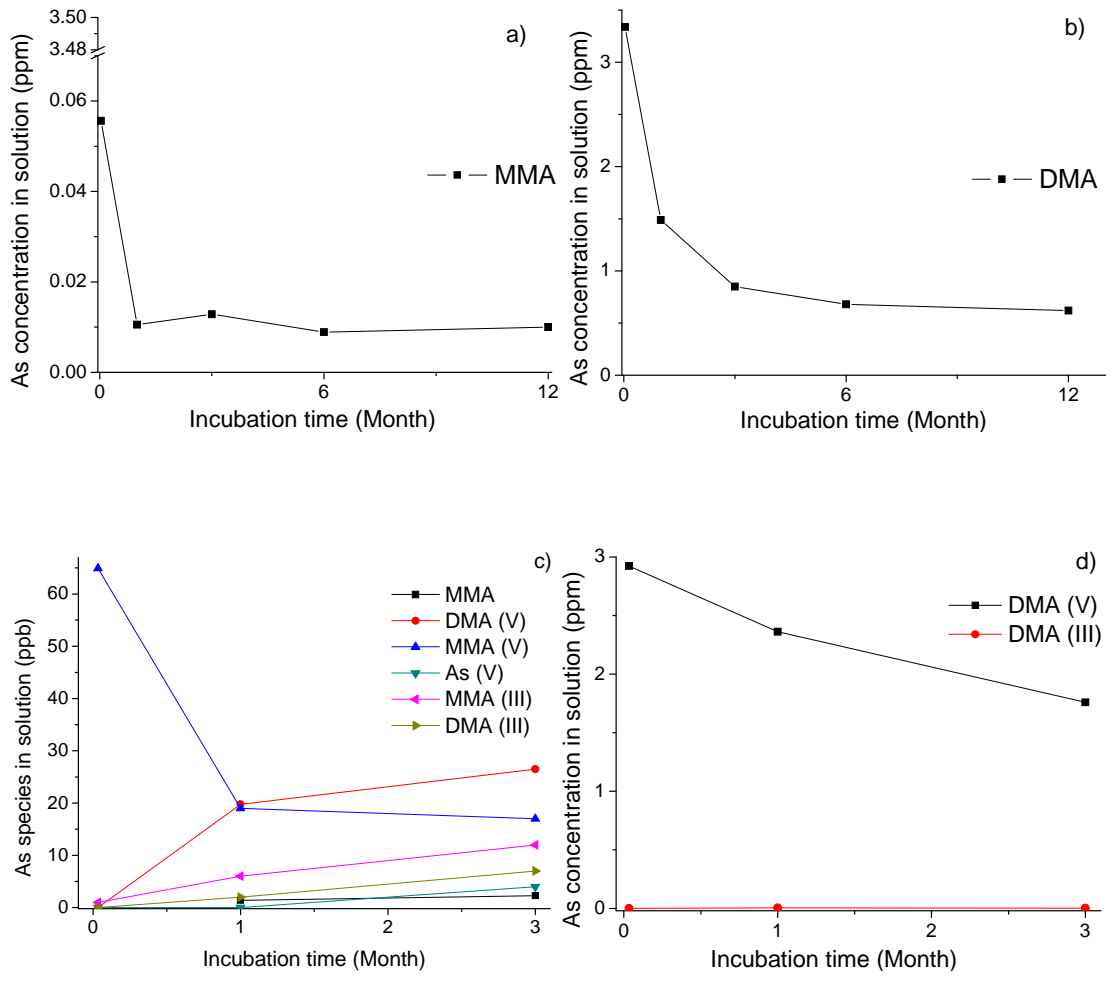 3.50
3.48
0.06
0.04
0.02
0.00
As concentration in solution (ppm)
a)
MMA
0
6
12
Incubation time (Month)
3
2
1
0
As concentration in solution (ppm)
b)
DMA
0
6
12
Incubation time (Month)
60
50
40
30
20
10
0
As species in solution (ppb)
c)
MMA
DMA (V)
MMA (V)
As (V)
MMA (III)
DMA (III)
0
1
2
3
Incubation time (Month)
3
2
1
0
As concentration in solution (ppm)
d)
DMA (V)
DMA (III)
0
1
2
3
Incubation time (Month)